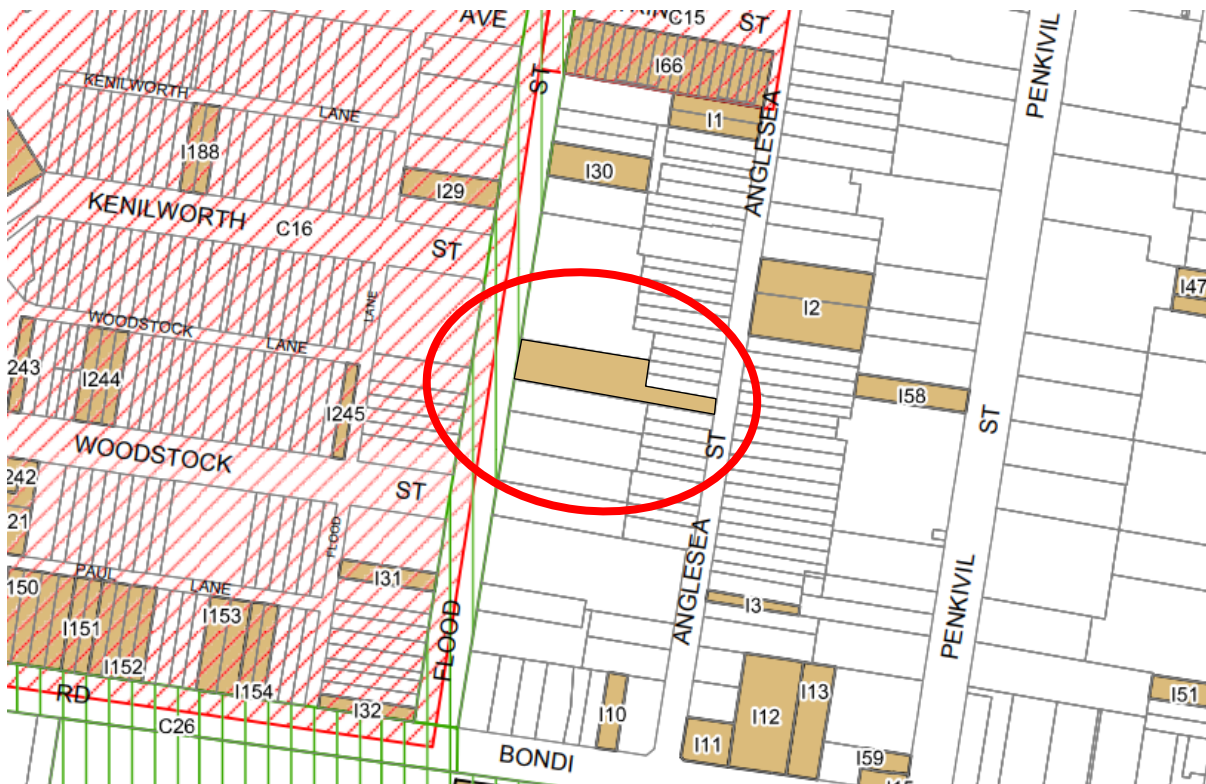 AVE
C15
ST
PENKIVIL
I66
ST
KENILWORTH
LANE
I1
ANGLESEA
I188
I30
I29
KENILWORTH
C16
ST
I47
I2
LANE
WOODSTOCK
LANE
243
I244
I245
I58
ST
WOODSTOCK
ST
ST
242
21
FLOOD
PAUL
LANE
I31
150
I153
I151
I152
I154
I3
ANGLESEA
PENKIVIL
FLOOD
RD
I32
C26
I10
I13
I12
I11
I51
BONDI
I59